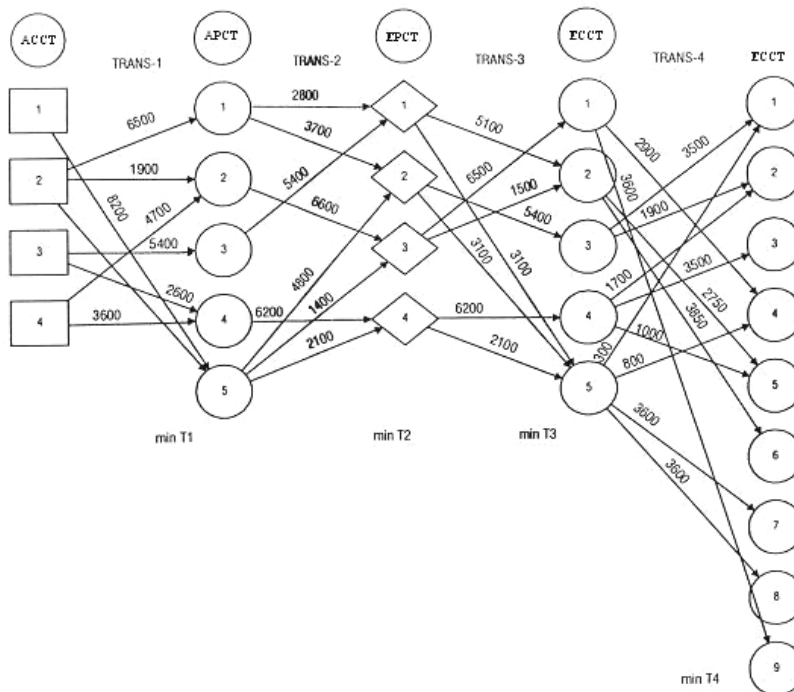 ACCT APCT EPCT ECCT
TRANS-1 TRANS-2 TRANS-3 TRANS-4 ECCT
1 1 1 1 1
6500 2800 5100 3500
3700 2900
6500 3600
2 1900 2 2 1500 2 2
8200 4700 5400 6600 5400 1900
3 5400 3 3 3 3
2600 3100 3100 1700 3500
4800 2750
4 3600 4 6200 4 6200 4 4
1400 3850
2100 2100 300 1000
5 5 800 5
min T1 min T2 min T3
3600 6
3600
7
8
min T4 9